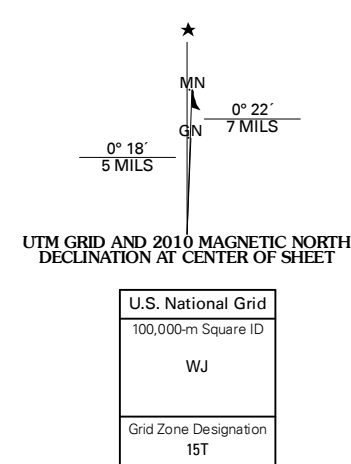 ★
MN
0° 22´
7 MILS
GN
0° 18´
5 MILS
UTM GRID AND 2010 MAGNETIC NORTH
DECLINATION AT CENTER OF SHEET
U.S. National Grid
100,000-m Square ID
WJ
Grid Zone Designation
15T